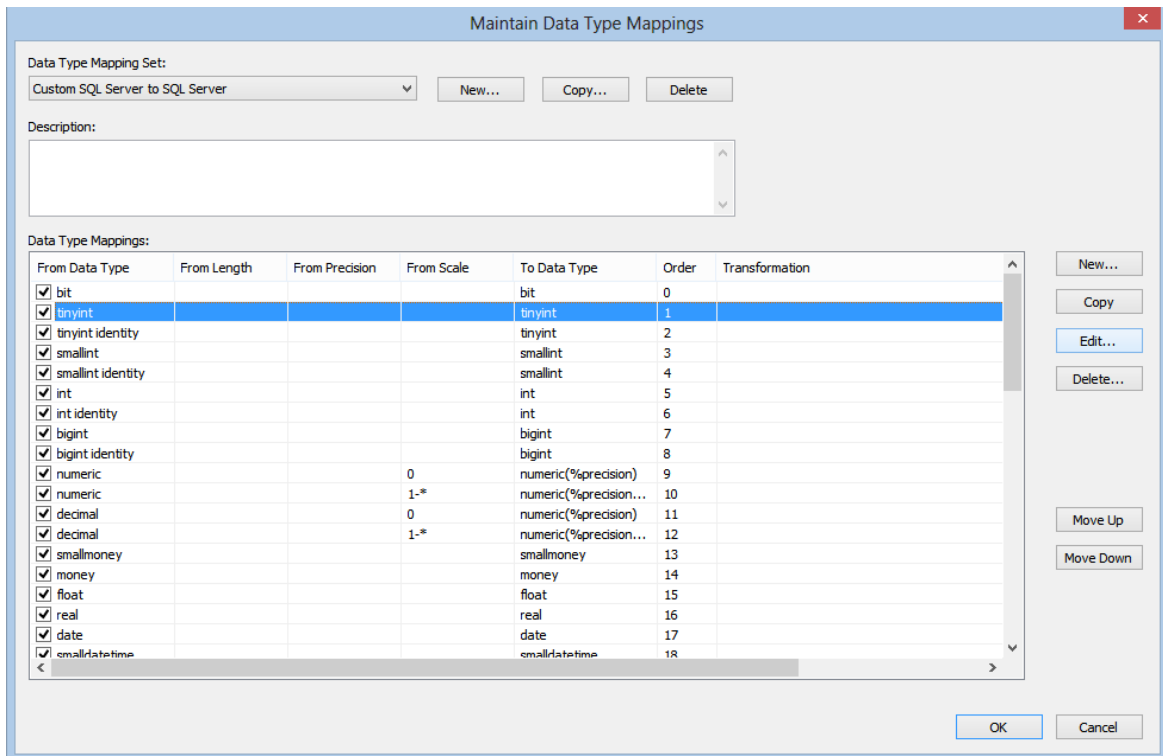 Maintain Data Type Mappings
Data Type Mapping Set:
Custom SQL Server to SQL Server New... Copy... Delete
Description:
Data Type Mappings:
From Data Type From Length From Precision From Scale To Data Type Order Transformation New...
bit bit 0
tinyint tinyint 1 Copy
tinyint identity tinyint 2
smallint smallint 3 Edit...
smallint identity smallint 4 Delete...
int int 5
int identity int 6
bigint bigint 7
bigint identity bigint 8
numeric 0 numeric(%precision) 9
numeric 1-* numeric(%precision... 10
decimal 0 numeric(%precision) 11
decimal 1-* numeric(%precision... 12
Move Up
smallmoney smallmoney 13
Move Down
money money 14
float float 15
real real 16
date date 17
smalldatetime smalldatetime 18
OK Cancel